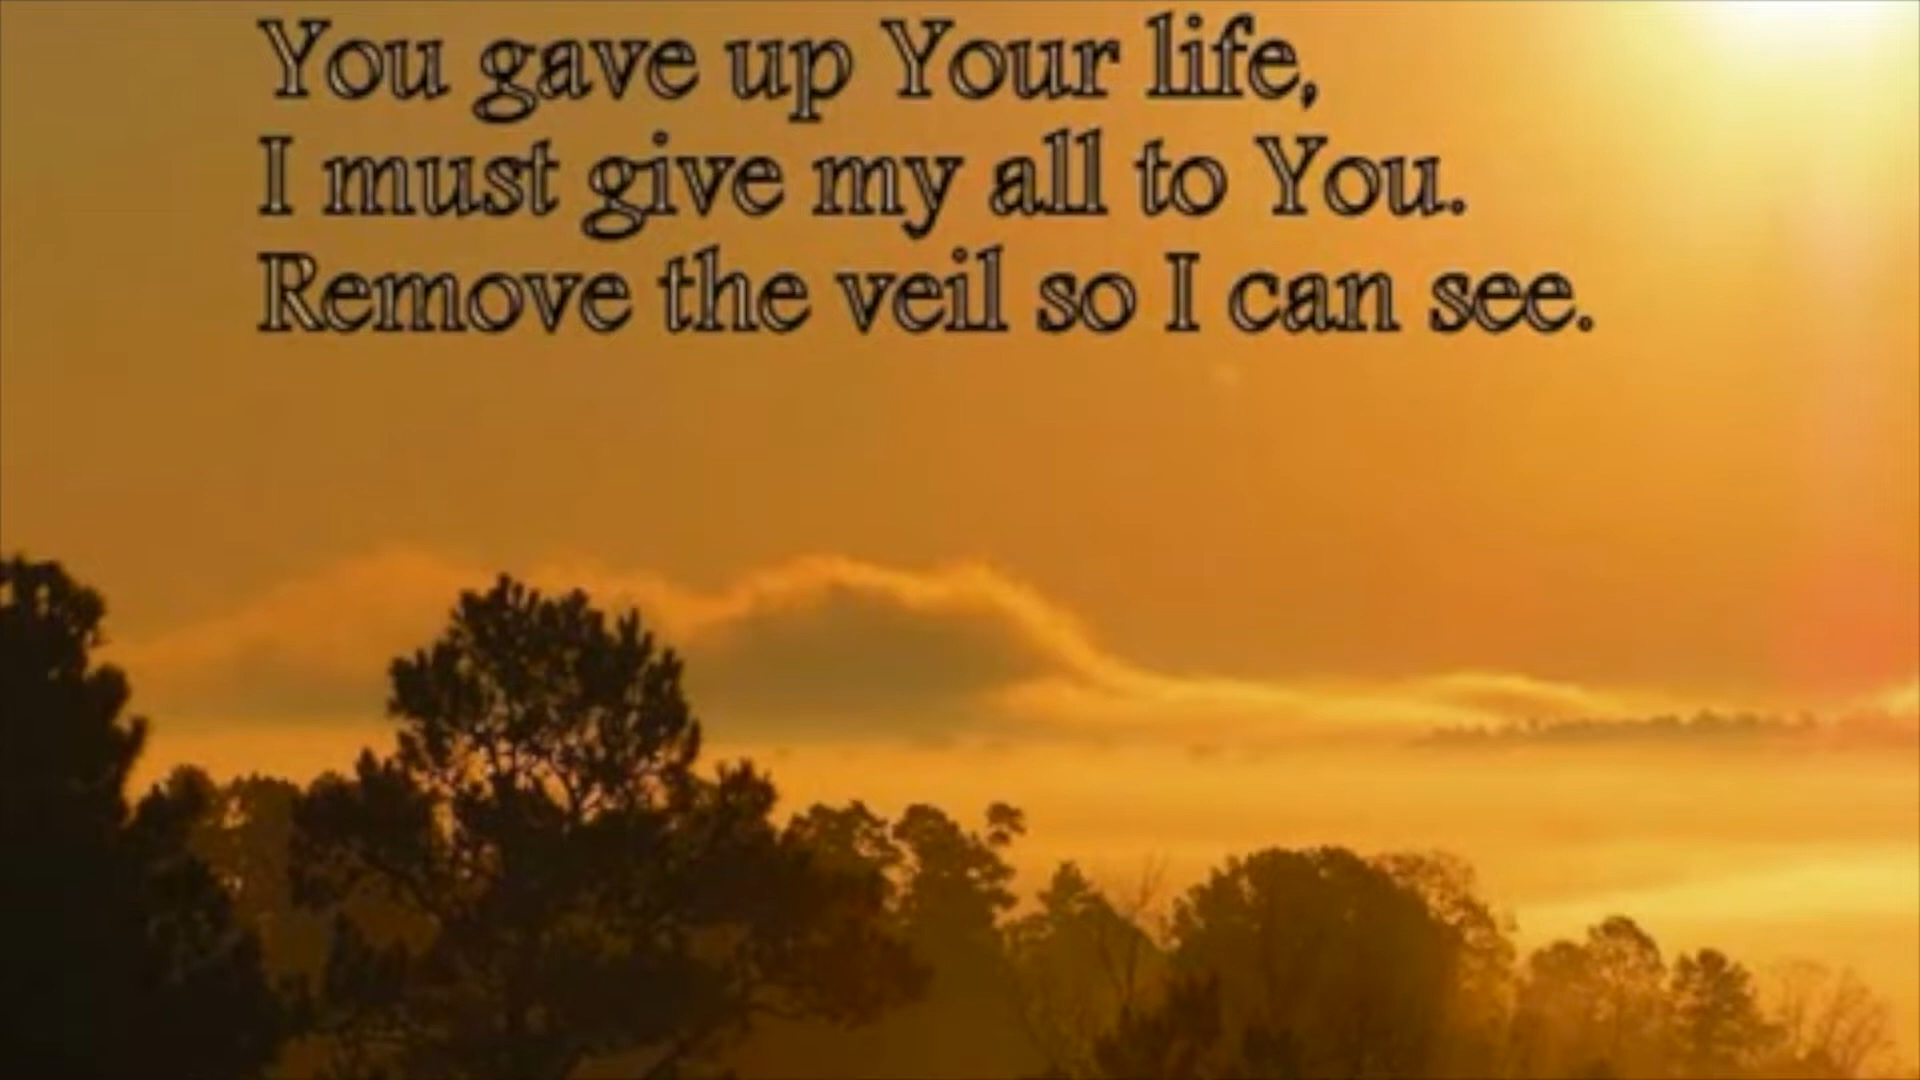 You gave up Your life,
I must give my all to You.
Remove the veil so I can see.